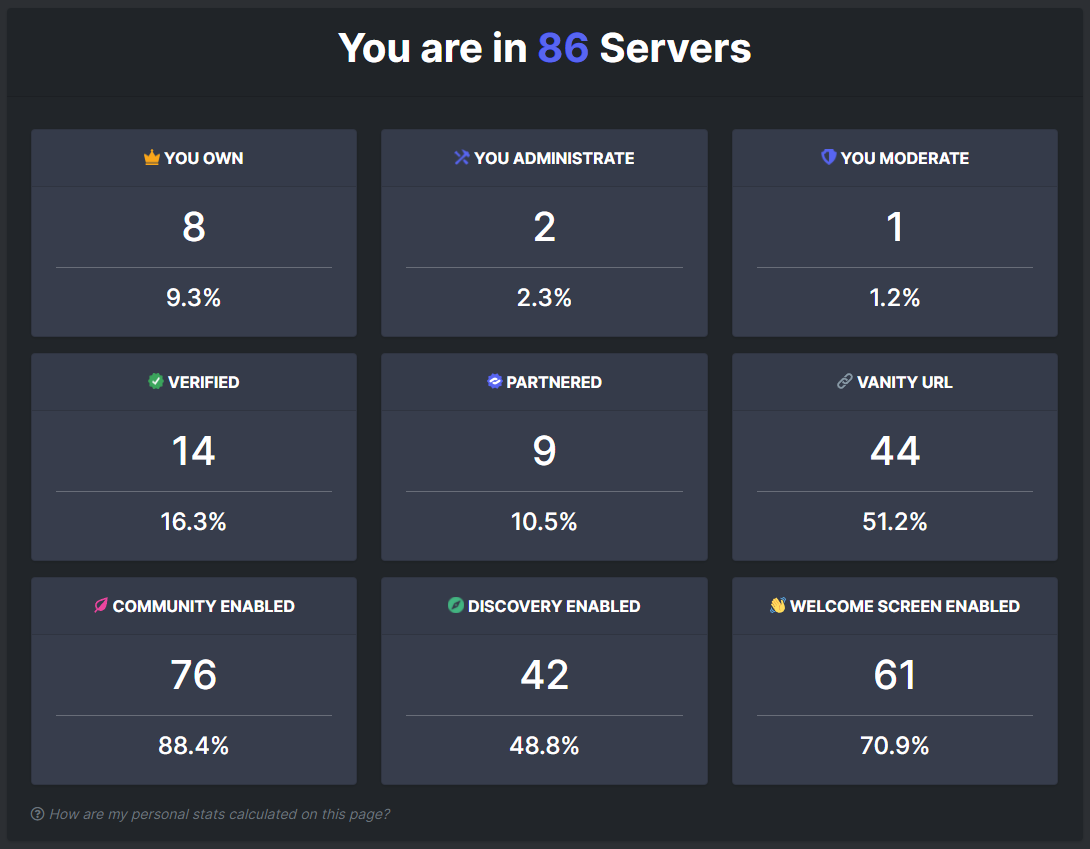 You are in 86 Servers
YOU OWN
8
9.3%
YOU ADMINISTRATE
2
2.3%
YOU MODERATE
1
1.2%
VERIFIED
14
16.3%
PARTNERED
9
10.5%
VANITY URL
44
51.2%
COMMUNITY ENABLED
76
88.4%
DISCOVERY ENABLED
42
48.8%
WELCOME SCREEN ENABLED
61
70.9%
How are my personal stats calculated on this page?